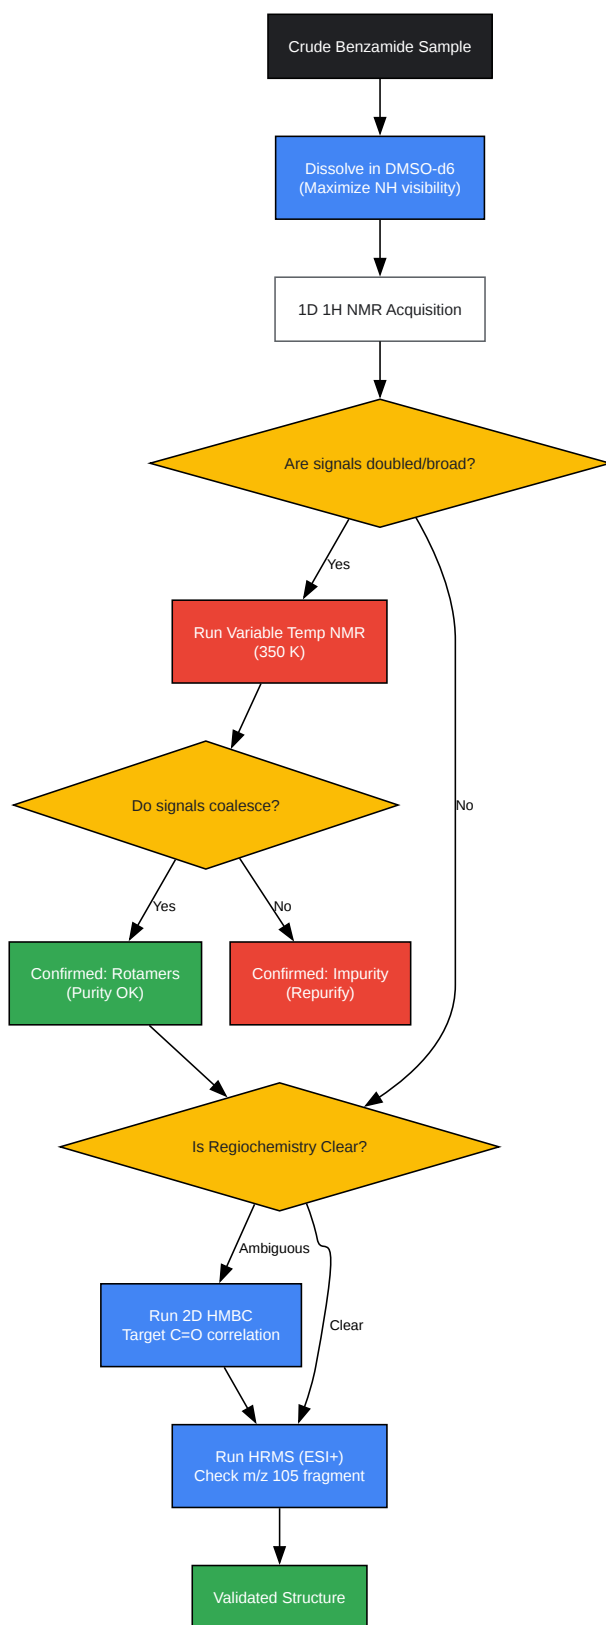 Crude Benzamide Sample
Dissolve in DMSO-d6
(Maximize NH visibility)
1D 1H NMR Acquisition
Are signals doubled/broad?
Yes
Run Variable Temp NMR
(350 K)
Do signals coalesce?
No
Yes
No
Confirmed: Rotamers
(Purity OK)
Confirmed: Impurity
(Repurify)
Is Regiochemistry Clear?
Ambiguous
Run 2D HMBC
Target C=O correlation
Clear
Run HRMS (ESI+)
Check m/z 105 fragment
Validated Structure